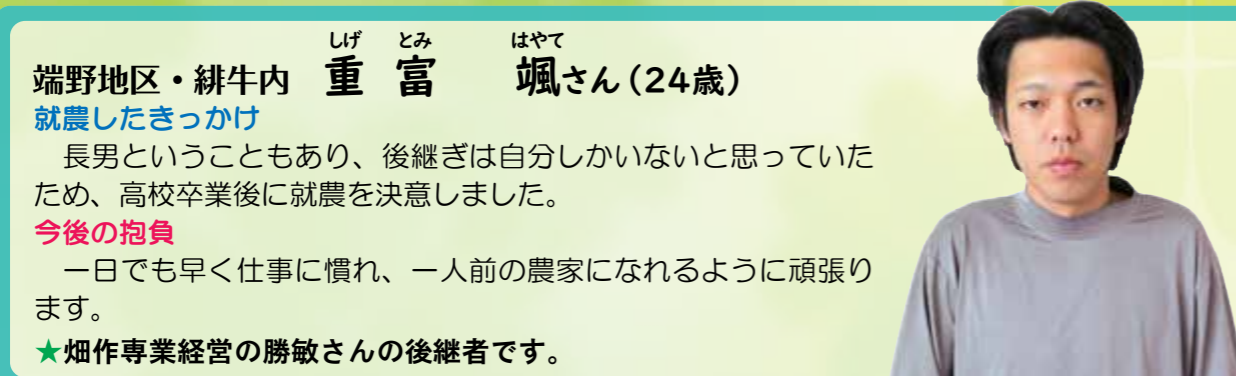 しげ とみ はやて
端野地区・緋牛内 重富 颯さん(24歳)
就農したきっかけ
長男ということもあり、後継ぎは自分しかいないと思っていた
ため、高校卒業後に就農を決意しました。
今後の抱負
一日でも早く仕事に慣れ、一人前の農家になれるように頑張り
ます。
★畑作専業経営の勝敏さんの後継者です。